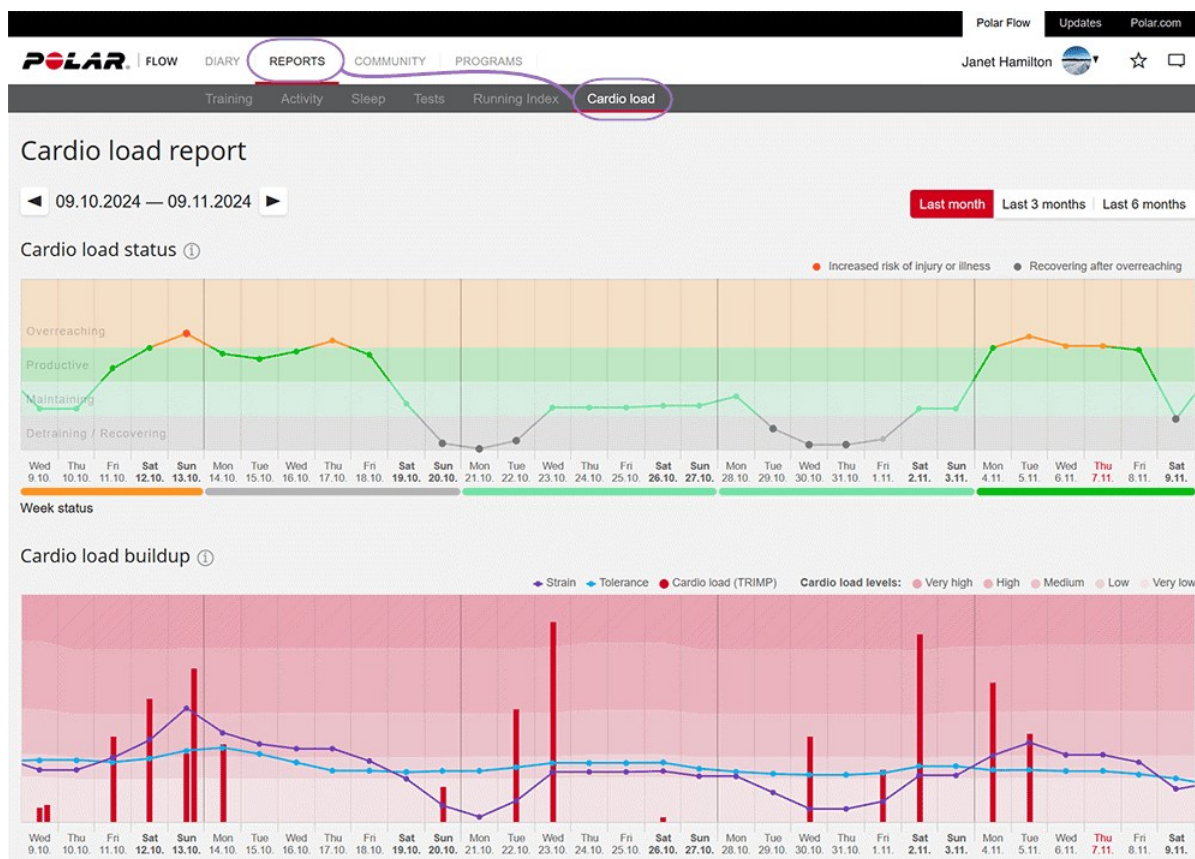 Polar Flow Updates Polar.com
POLAR. FLOW DIARY REPORTS COMMUNITY PROGRAMS Janet Hamilton
Training Activity Sleep Tests Running Index Cardio load
Cardio load report
09.10.2024 — 09.11.2024 Last month Last 3 months Last 6 months
Cardio load status
Increased risk of injury or illness Recovering after overreaching
Overreaching
Productive
Maintaining
Detraining / Recovering
Wed Thu Fri Sat Sun Mon Tue Wed Thu Fri Sat Sun Mon Tue Wed Thu Fri Sat Sun Mon Tue Wed Thu Fri Sat Sun Mon Tue Wed Thu Fri Sat
9.10. 10.10. 11.10. 12.10. 13.10. 14.10. 15.10. 16.10. 17.10. 18.10. 19.10. 20.10. 21.10. 22.10. 23.10. 24.10. 25.10. 26.10. 27.10. 28.10. 29.10. 30.10. 31.10. 1.11. 2.11. 3.11. 4.11. 5.11. 6.11. 7.11. 8.11. 9.11.
Week status
Cardio load buildup
Strain Tolerance Cardio load (TRIMP) Cardio load levels: Very high High Medium Low Very low
Wed Thu Fri Sat Sun Mon Tue Wed Thu Fri Sat Sun Mon Tue Wed Thu Fri Sat Sun Mon Tue Wed Thu Fri Sat Sun Mon Tue Wed Thu Fri Sat
9.10. 10.10. 11.10. 12.10. 13.10. 14.10. 15.10. 16.10. 17.10. 18.10. 19.10. 20.10. 21.10. 22.10. 23.10. 24.10. 25.10. 26.10. 27.10. 28.10. 29.10. 30.10. 31.10. 1.11. 2.11. 3.11. 4.11. 5.11. 6.11. 7.11. 8.11. 9.11.